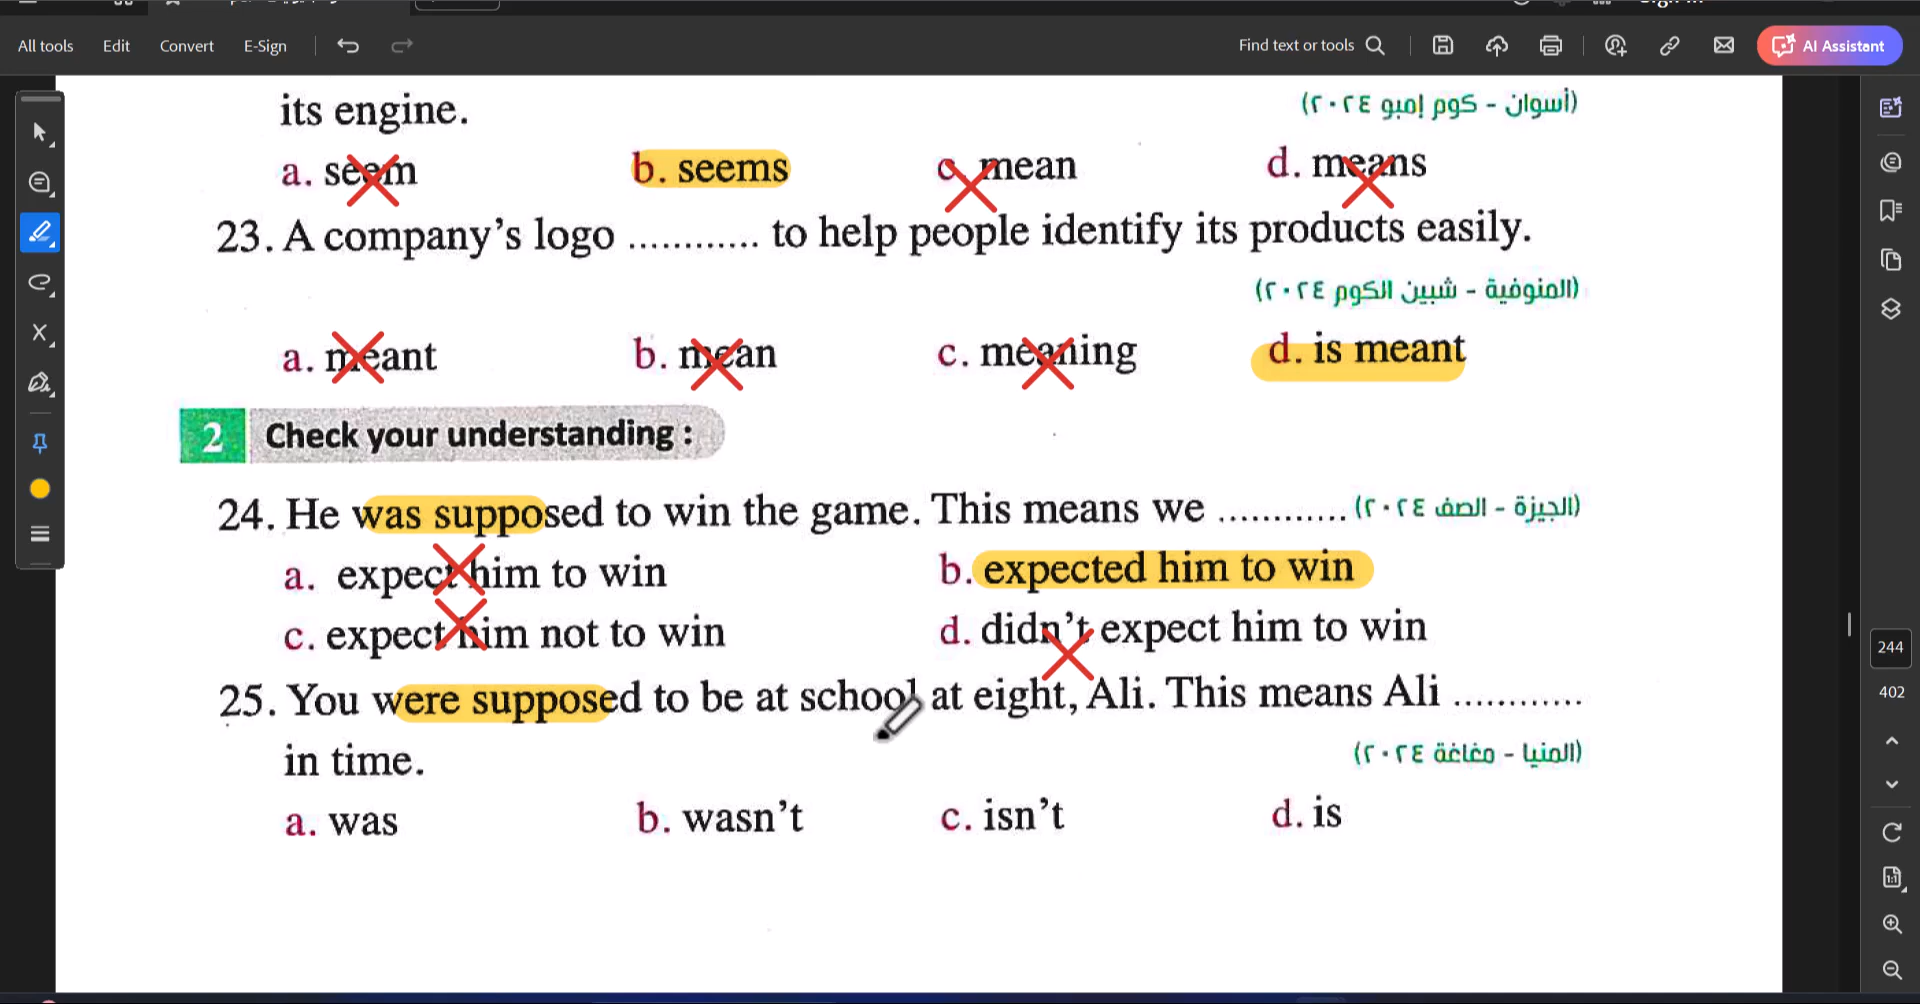 All tools Edit Convert E-Sign Find text or tools AI Assistant
its engine. (أسوان - كوم إمبو ٢٠٢٤)
a. seem b. seems c. mean d. means
23. A company's logo ............ to help people identify its products easily.
(المنوفية - شبين الكوم ٢٠٢٤)
a. meant b. mean c. meaning d. is meant
2 Check your understanding :
24. He was supposed to win the game. This means we ............ (الجيزة - الصف ٢٠٢٤)
a. expect him to win b. expected him to win
c. expect him not to win d. didn't expect him to win
25. You were supposed to be at school at eight, Ali. This means Ali ............
in time. (المنيا - مغاغة ٢٠٢٤)
a. was b. wasn't c. isn't d. is
244
402